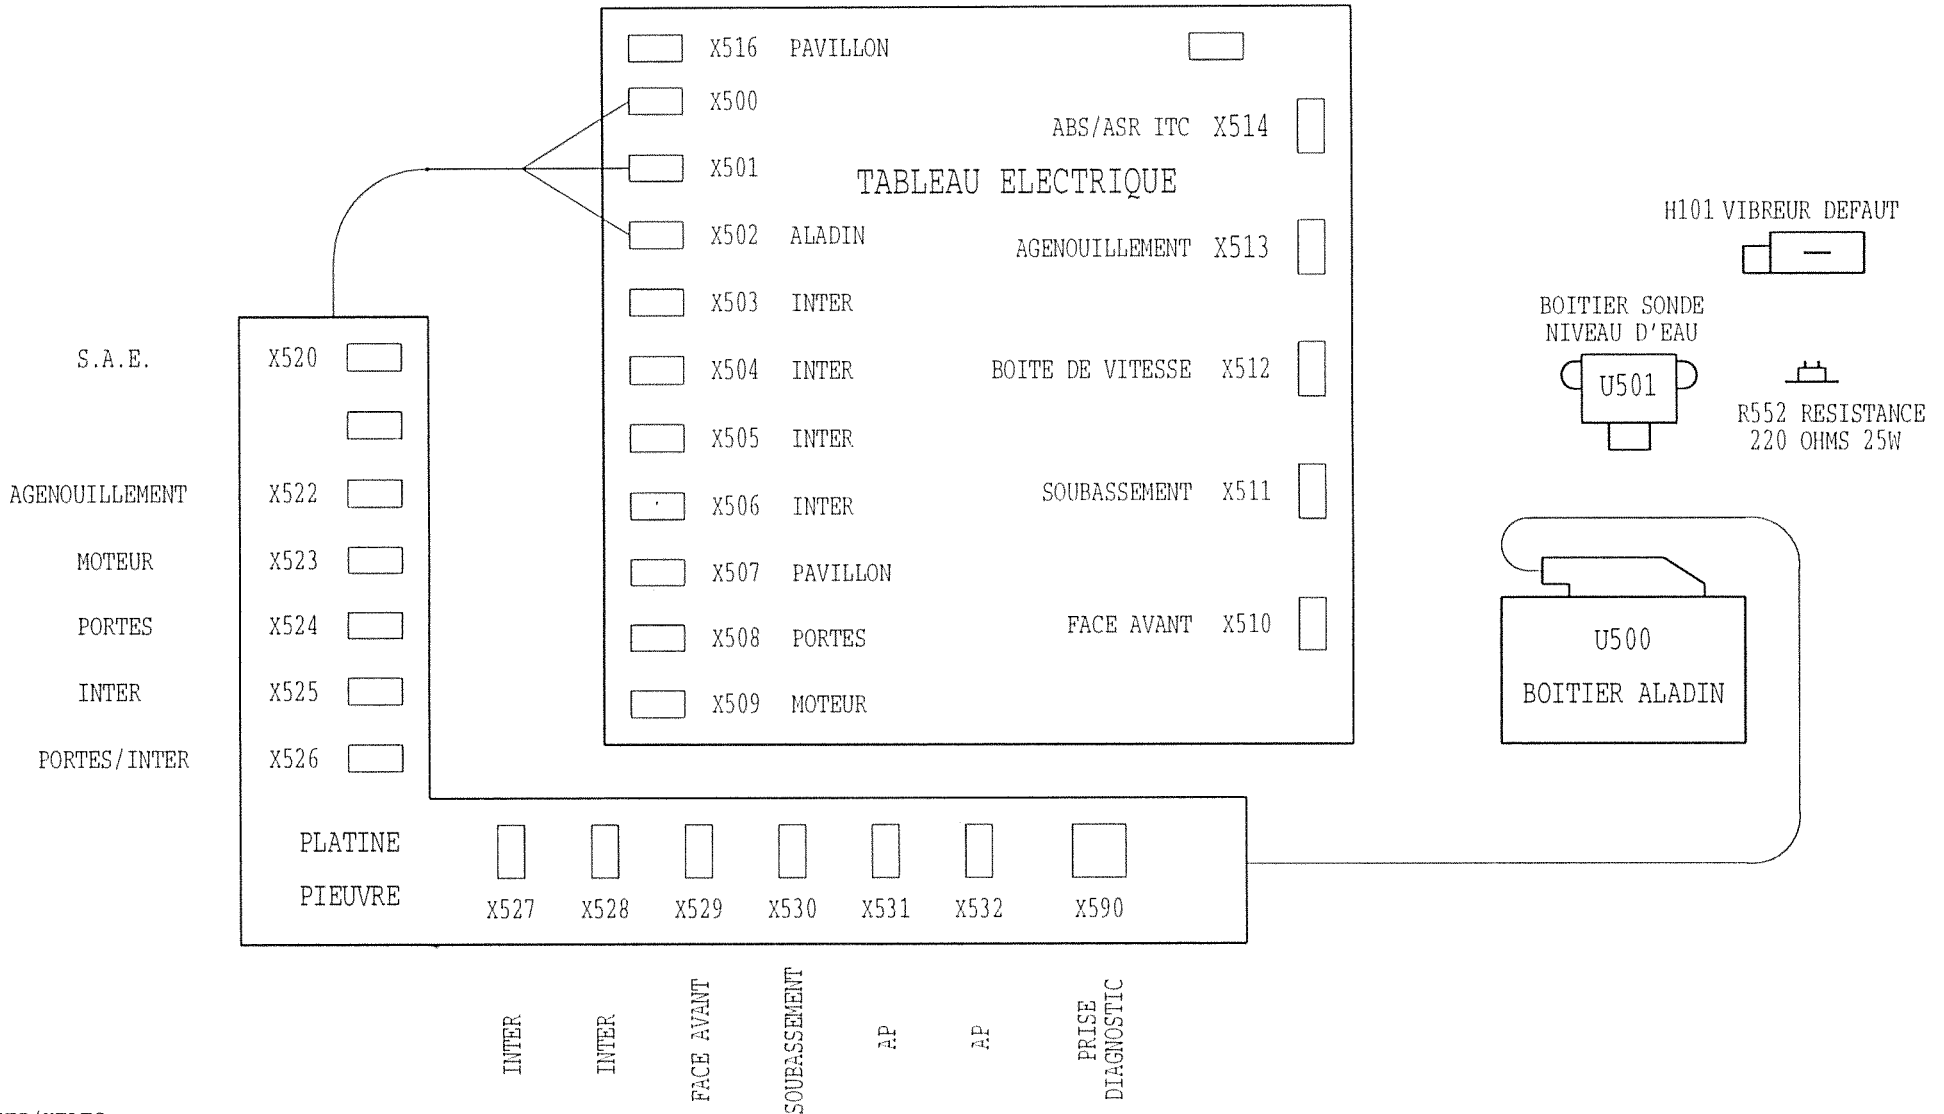 X516 PAVILLON
X500
ABS/ASR ITC X514
X501
TABLEAU ELECTRIQUE
H101 VIBREUR DEFAUT
X502 ALADIN
AGENOUILLEMENT X513
X503 INTER
BOITIER SONDE
NIVEAU D'EAU
S.A.E. X520
X504 INTER
BOITE DE VITESSE X512
U501
R552 RESISTANCE
220 OHMS 25W
X505 INTER
AGENOUILLEMENT X522
X506 INTER
SOUBASSEMENT X511
MOTEUR X523
X507 PAVILLON
PORTES X524
X508 PORTES
FACE AVANT X510
U500
BOITIER ALADIN
INTER X525
X509 MOTEUR
PORTES/INTER X526
PLATINE
PIEUVRE
X527 X528 X529 X530 X531 X532 X590
INTER
INTER
FACE AVANT
SOUBASSEMENT
AP
AP
PRISE
DIAGNOSTIC